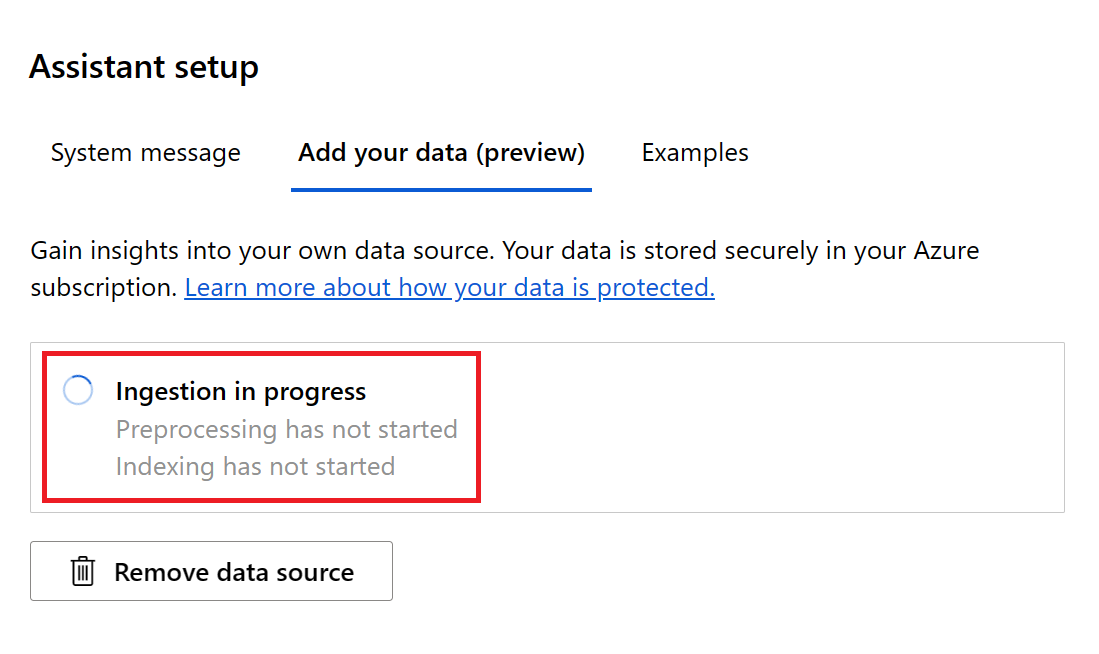 Assistant setup
System message
Add your data (preview)
Examples
Gain insights into your own data source. Your data is stored securely in your Azure
subscription. Learn more about how your data is protected.
Ingestion in progress
Preprocessing has not started
Indexing has not started
Remove data source